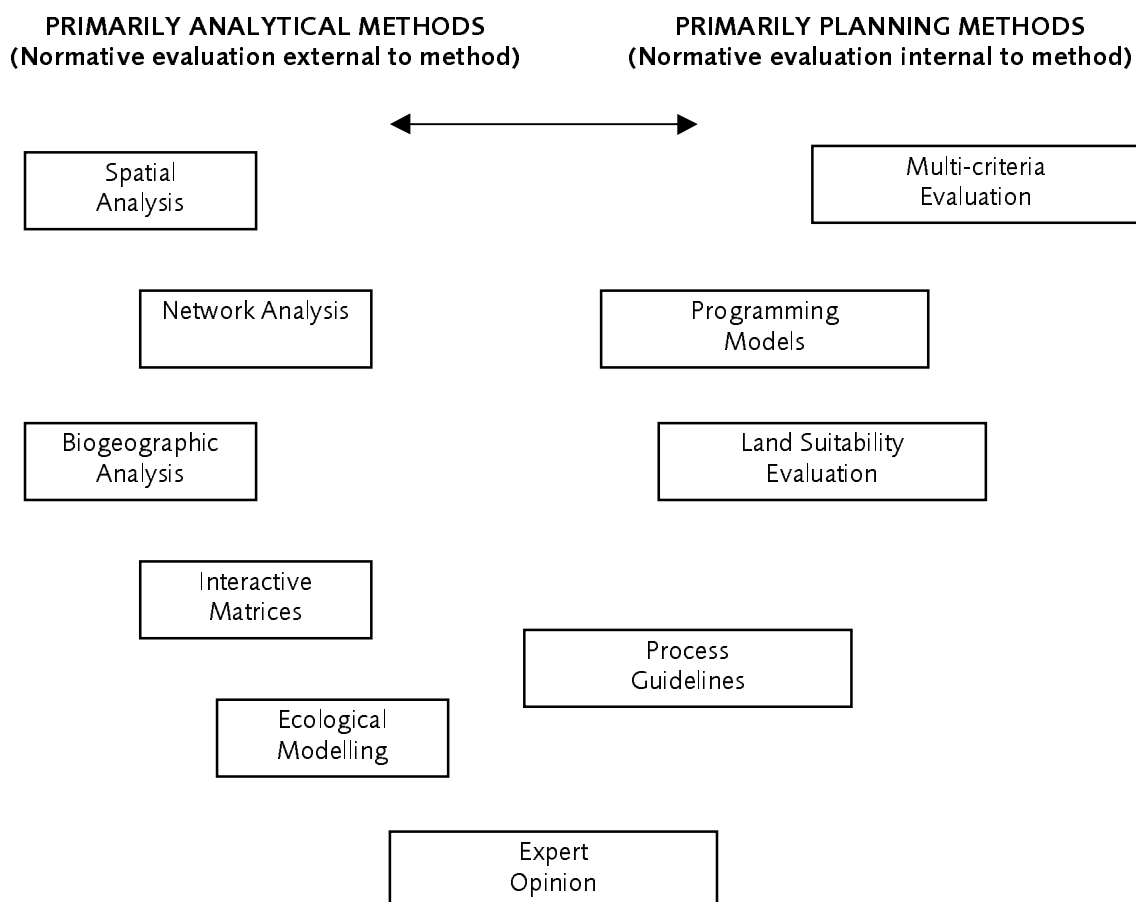 PRIMARILY ANALYTICAL METHODS
(Normative evaluation external to method)
PRIMARILY PLANNING METHODS
(Normative evaluation internal to method)
Spatial
Analysis
Multi-criteria
Evaluation
Network Analysis
Programming
Models
Biogeographic
Analysis
Land Suitability
Evaluation
Interactive
Matrices
Process
Guidelines
Ecological
Modelling
Expert
Opinion